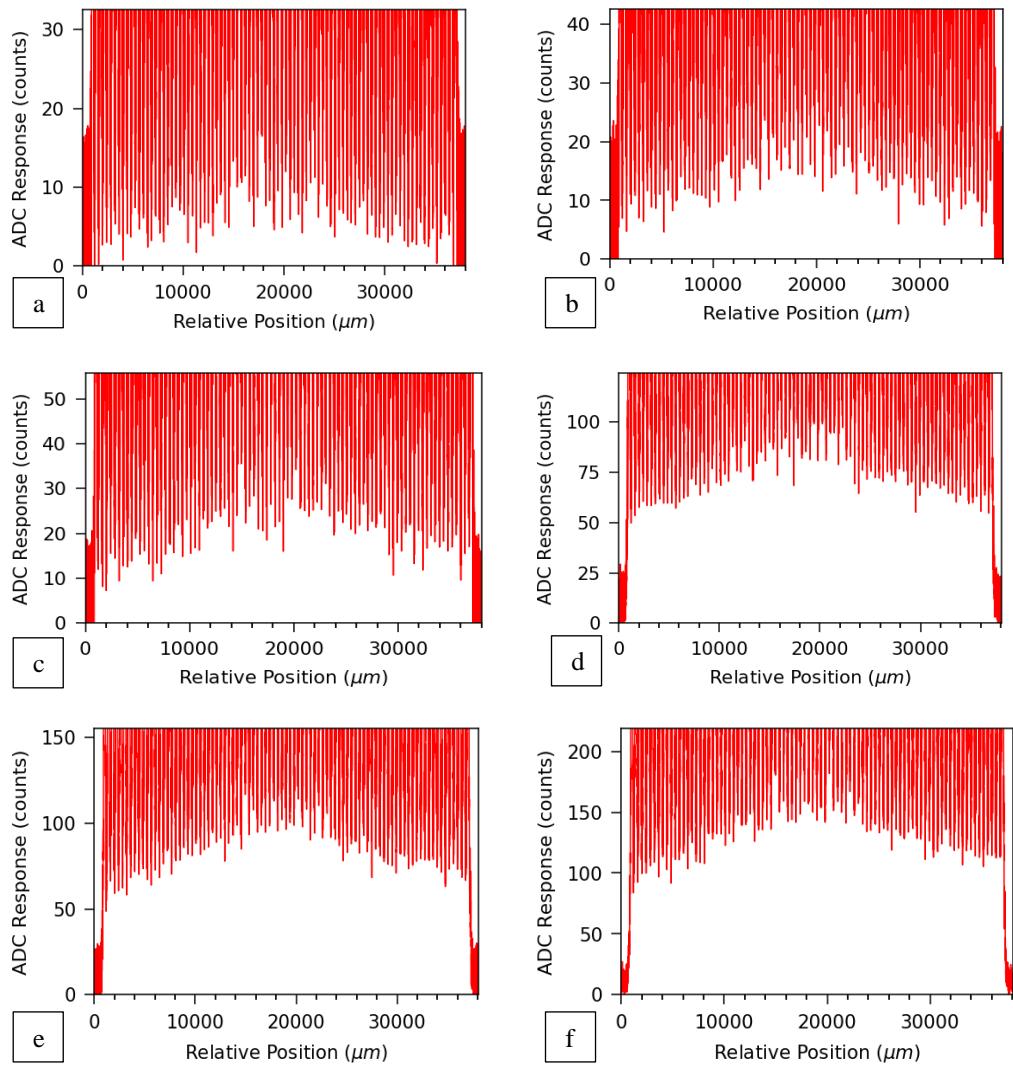 30
20
10
0
ADC Response (counts)
0 10000 20000 30000
Relative Position (μm)
a
40
30
20
10
0
ADC Response (counts)
0 10000 20000 30000
Relative Position (μm)
b
50
40
30
20
10
0
ADC Response (counts)
0 10000 20000 30000
Relative Position (μm)
c
100
75
50
25
0
ADC Response (counts)
0 10000 20000 30000
Relative Position (μm)
d
150
100
50
0
ADC Response (counts)
0 10000 20000 30000
Relative Position (μm)
e
200
150
100
50
0
ADC Response (counts)
0 10000 20000 30000
Relative Position (μm)
f